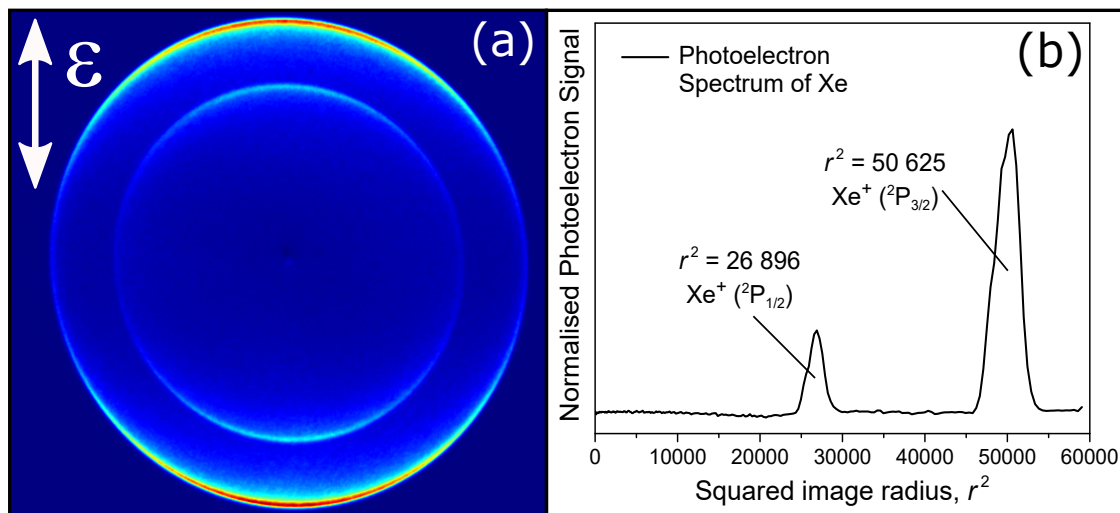 ε
(a)
(b)
Photoelectron
Spectrum of Xe
r² = 50 625
Xe⁺ (²P₃/₂)
r² = 26 896
Xe⁺ (²P₁/₂)
Normalised Photoelectron Signal
0 10000 20000 30000 40000 50000 60000
Squared image radius, r²